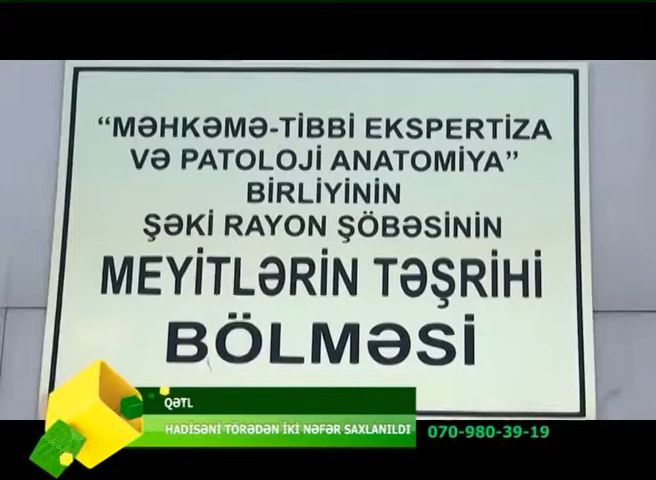 “MƏHKƏMƏ-TİBBİ EKSPERTİZA
VƏ PATOLOJİ ANATOMİYA”
BİRLİYİNİN
ŞƏKİ RAYON ŞÖBƏSİNİN
MEYİTLƏRİN TƏŞRİHİ
BÖLMƏSİ
QƏTL
HADİSƏNİ TÖRƏDƏN İKİ NƏFƏR SAXLANILDI
070-980-39-19